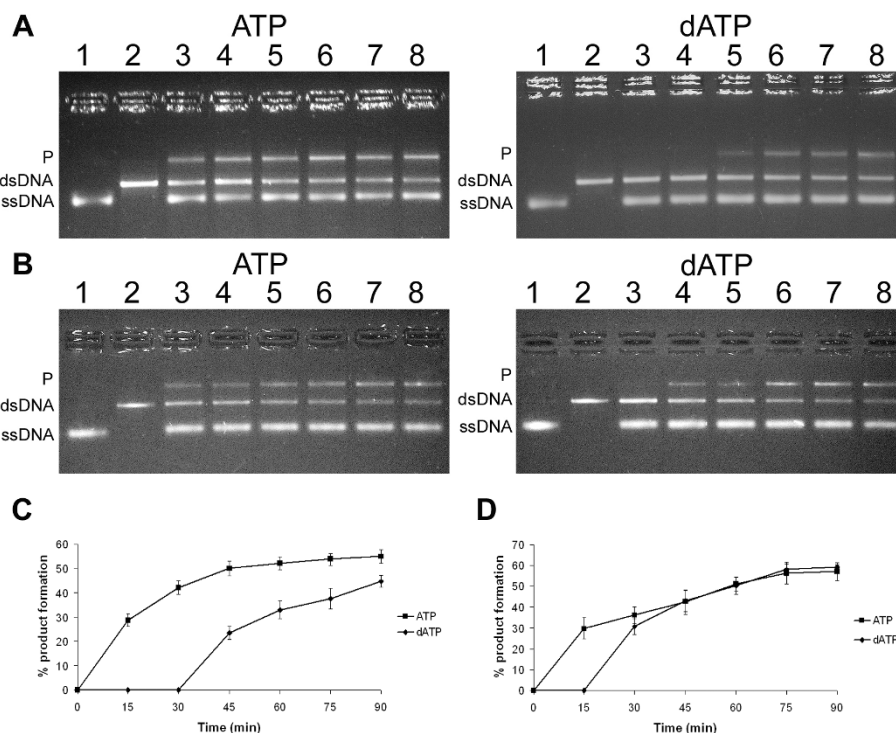 A ATP dATP
1 2 3 4 5 6 7 8 1 2 3 4 5 6 7 8
P P
dsDNA dsDNA
ssDNA ssDNA
B ATP dATP
1 2 3 4 5 6 7 8 1 2 3 4 5 6 7 8
P P
dsDNA dsDNA
ssDNA ssDNA
C
% product formation
60
50
40
30
20
10
0
0 15 30 45 60 75 90
Time (min)
ATP
dATP
D
% product formation
70
60
50
40
30
20
10
0
0 15 30 45 60 75 90
Time (min)
ATP
dATP